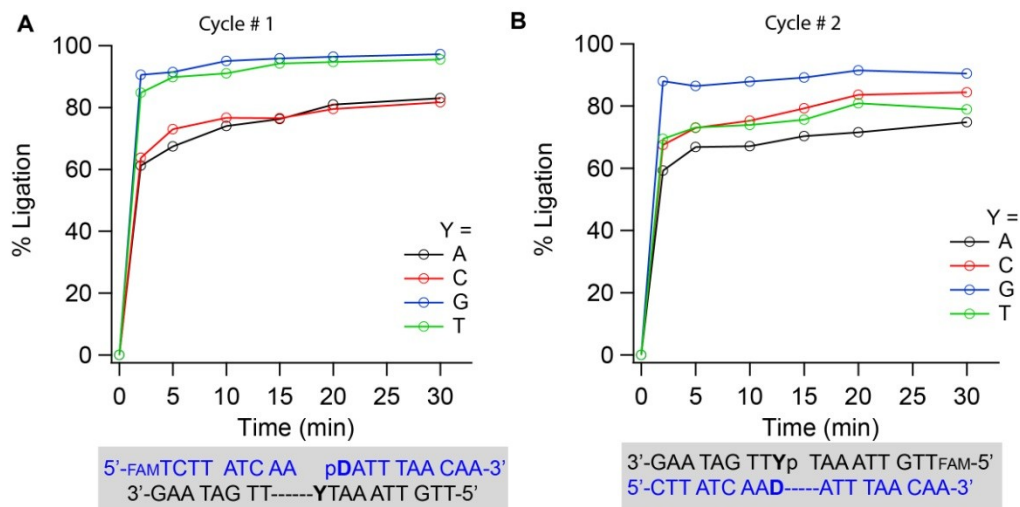 A
Cycle # 1
100
80
60
40
20
0
% Ligation
Y =
A
C
G
T
0 5 10 15 20 25 30
Time (min)
5’-FAMTCTT ATC AA pDATT TAA CAA-3’
3’-GAA TAG TT------YTAA ATT GTT-5’
B
Cycle # 2
100
80
60
40
20
0
% Ligation
Y =
A
C
G
T
0 5 10 15 20 25 30
Time (min)
3’-GAA TAG TTYp TAA ATT GTTFAM-5’
5’-CTT ATC AAD-----ATT TAA CAA-3’